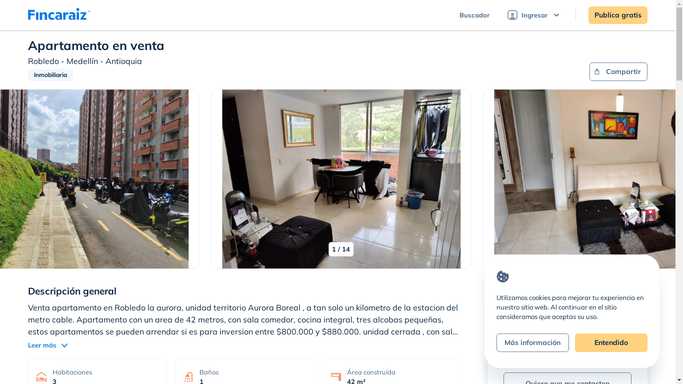 Fincaraiz
Buscador
Ingresar
Publica gratis
Apartamento en venta
Robledo - Medellín - Antioquia
Inmobiliaria
Compartir
1 / 14
Descripción general
Venta apartamento en Robledo la aurora, unidad territorio Aurora Boreal , a tan solo un kilometro de la estacion del
metro cable. Apartamento con un area de 42 metros, con sala comedor, cocina integral, tres alcobas pequeñas,
estos apartamentos se pueden arrendar si es para inversion entre $800.000 y $880.000. unidad cerrada , con sal...
Leer más
Habitaciones
3
Baños
1
Área construida
42 m²
Utilizamos cookies para mejorar tu experiencia en
nuestro sitio web. Al continuar en el sitio
consideramos que aceptas su uso.
Más información
Entendido
Quiero que me contacten